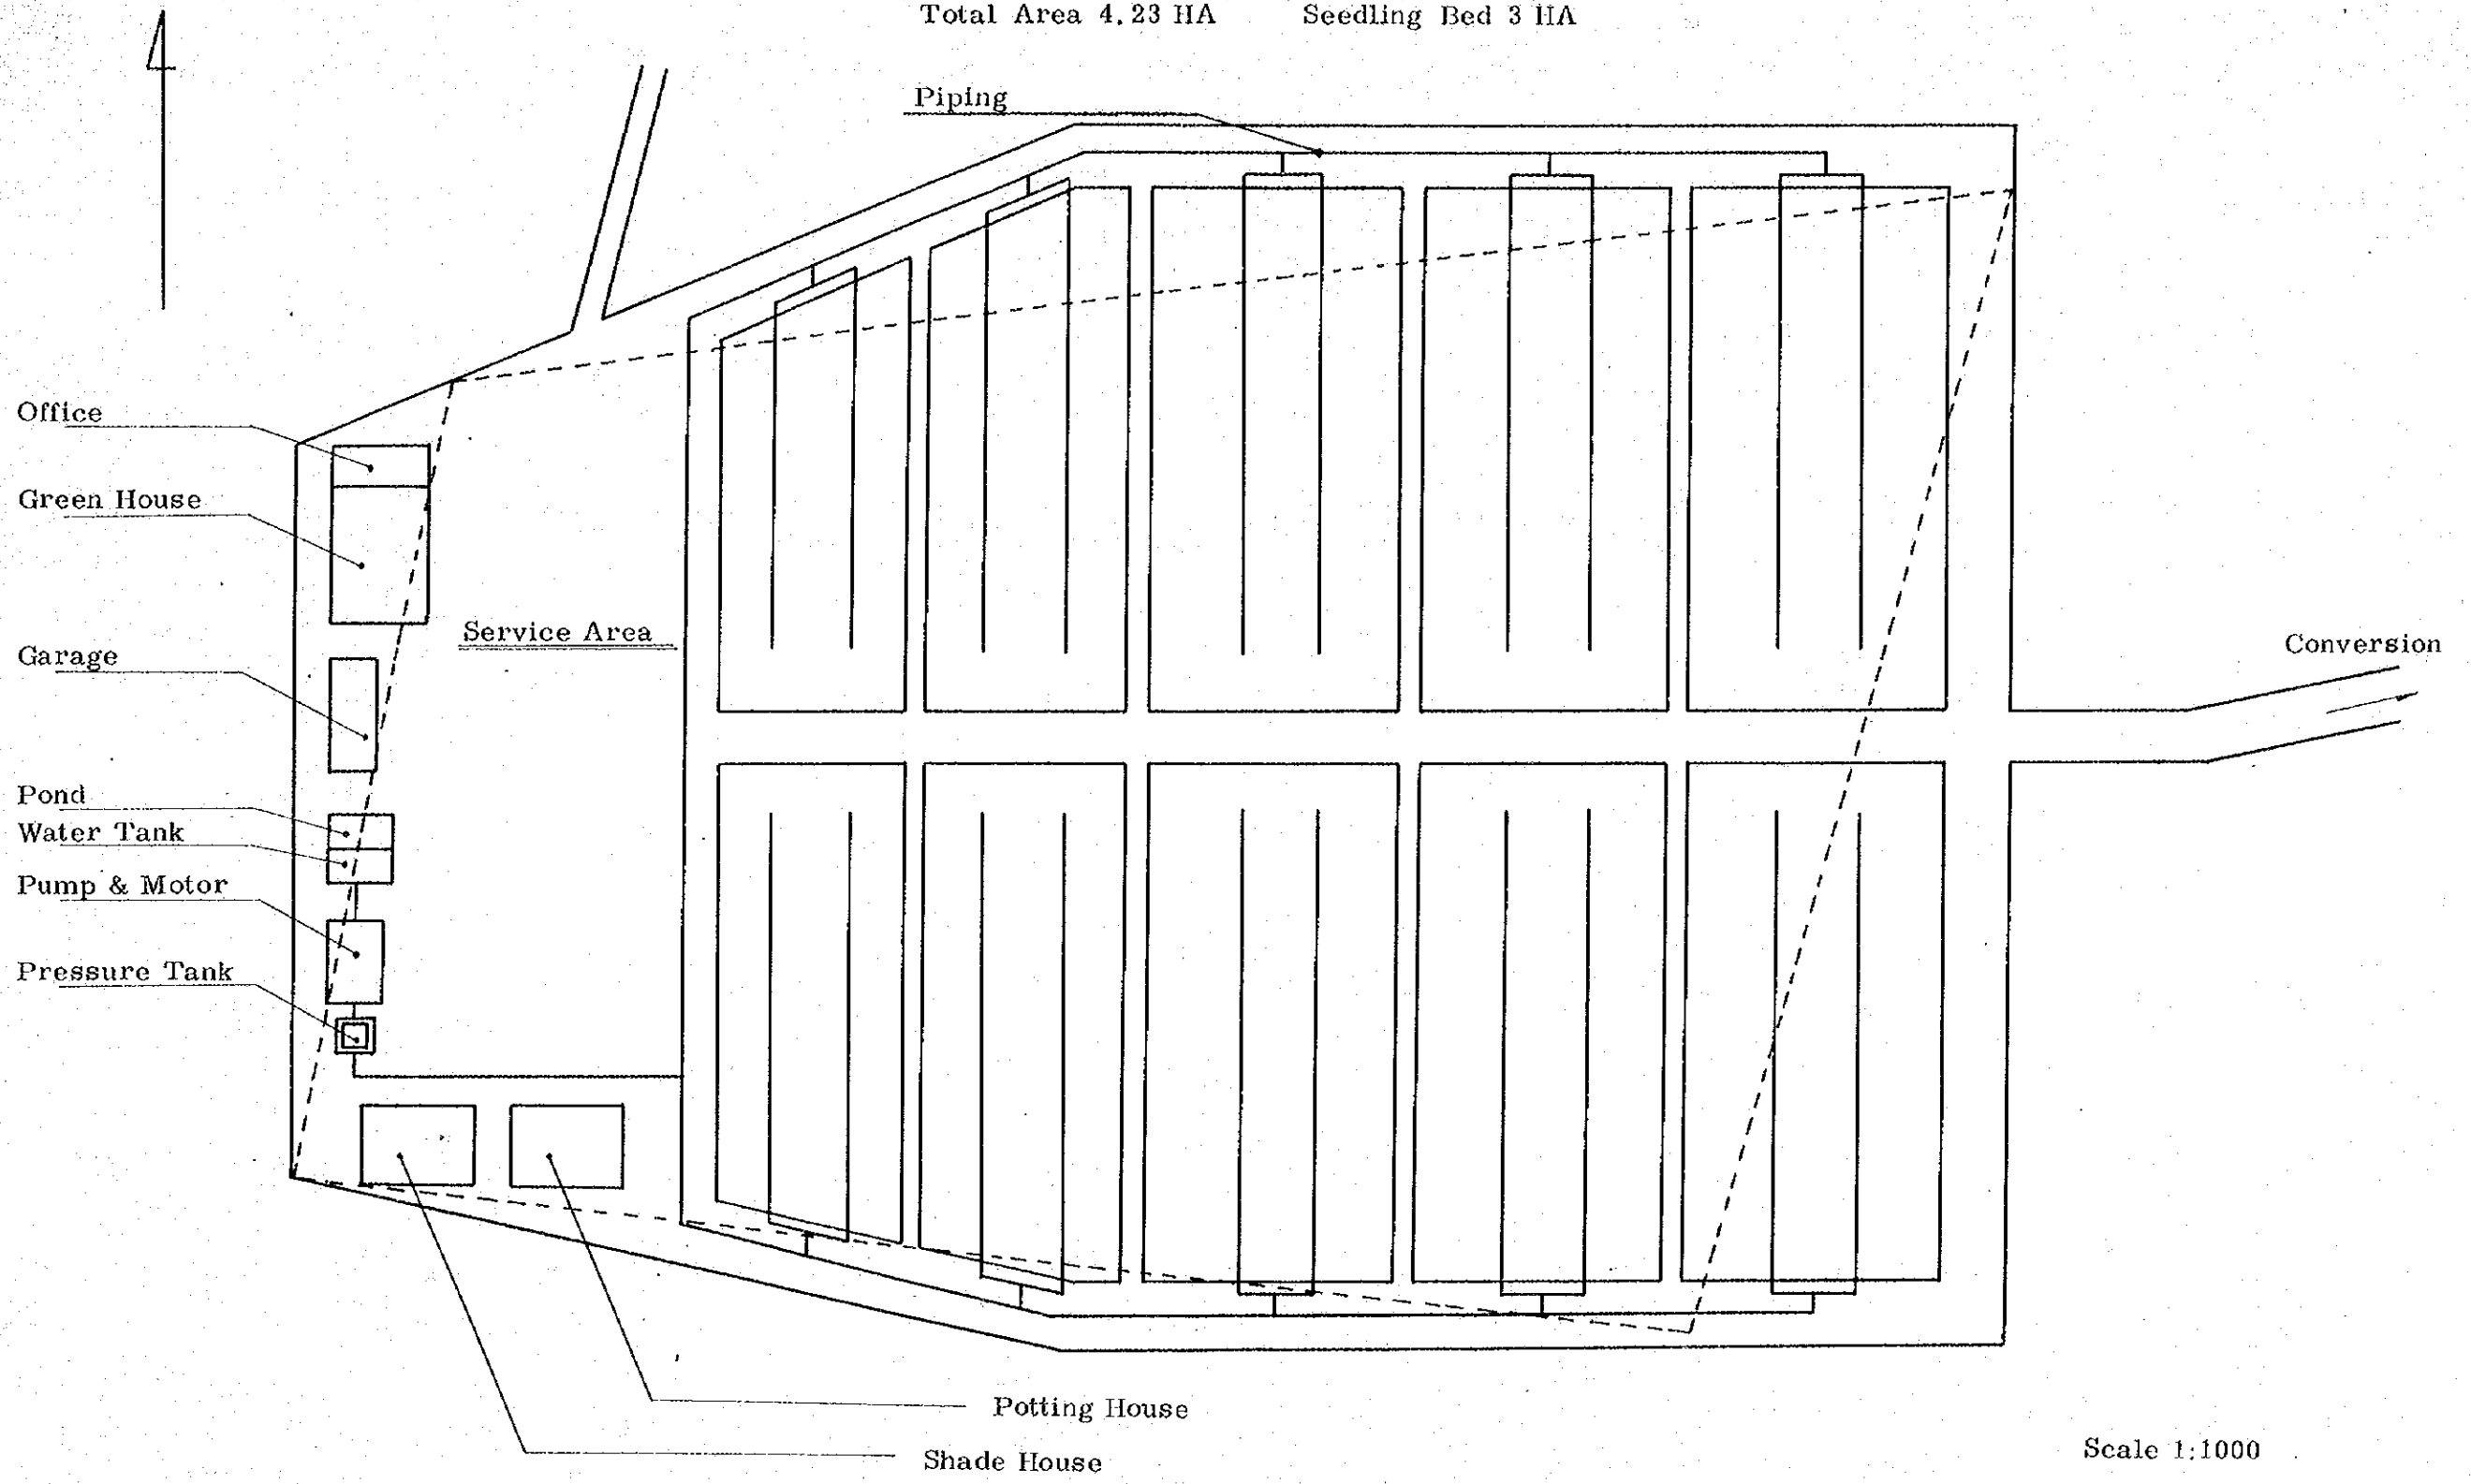 Total Area 4.23 HA Seedling Bed 3 HA
Piping
Office
Green House
Service Area
Garage
Conversion
Pond
Water Tank
Pump & Motor
Pressure Tank
Potting House
Shade House
Scale 1:1000